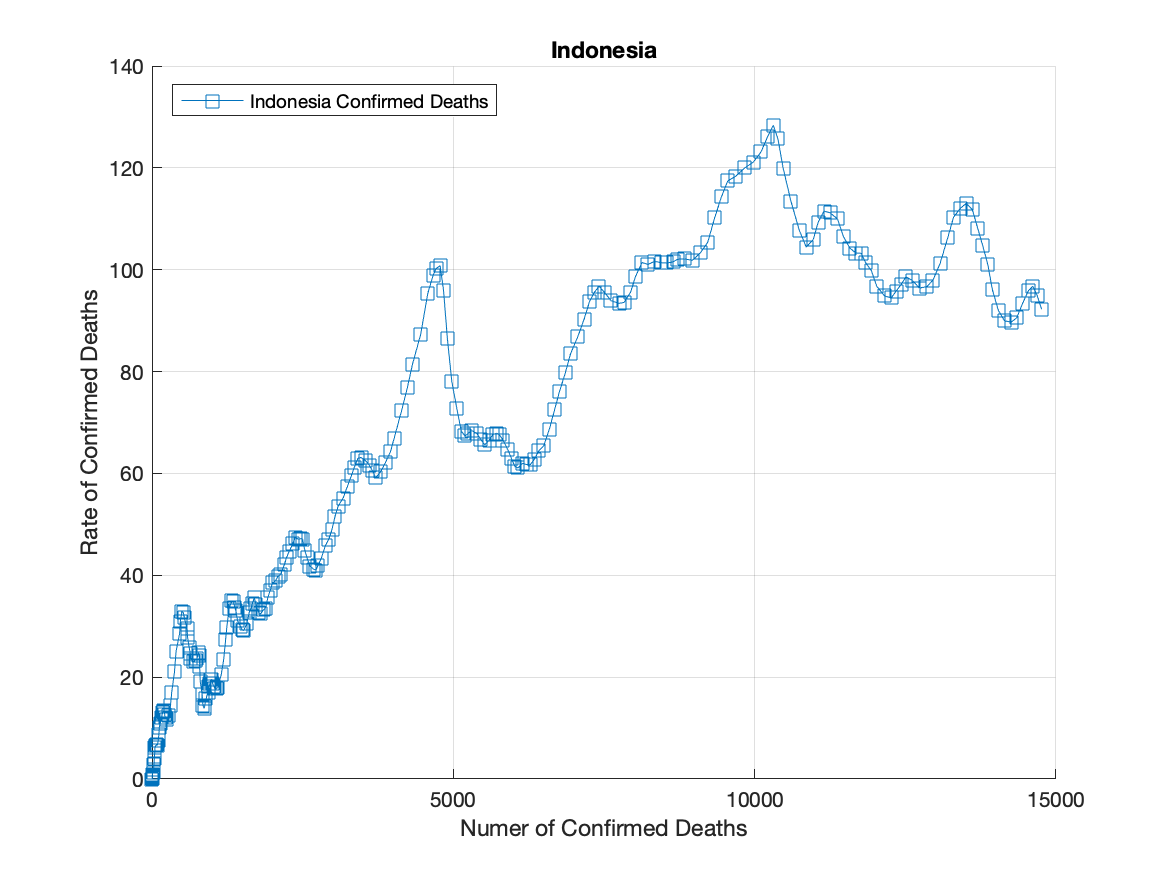 Indonesia
140
Indonesia Confirmed Deaths
120
100
80
60
40
20
0
Rate of Confirmed Deaths
0 5000 10000 15000
Numer of Confirmed Deaths